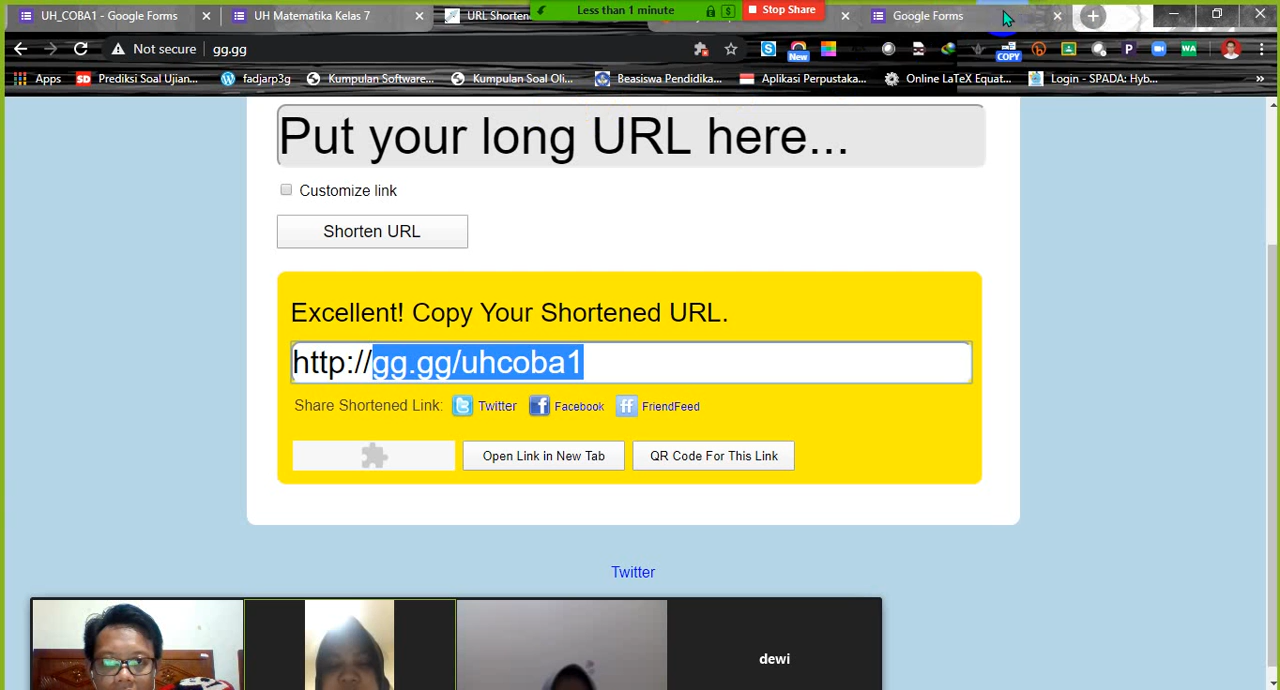 UH_COBA1 - Google Forms
UH Matematika Kelas 7
URL Shorten
Less than 1 minute
Stop Share
Google Forms
Not secure
gg.gg
New
COPY
P
WA
Apps
SD Prediksi Soal Ujian...
fadjarp3g
Kumpulan Software...
Kumpulan Soal Oli...
Beasiswa Pendidika...
Aplikasi Perpustaka...
Online LaTeX Equat...
Login - SPADA: Hyb...
»
Put your long URL here...
Customize link
Shorten URL
Excellent! Copy Your Shortened URL.
http://gg.gg/uhcoba1
Share Shortened Link: Twitter Facebook FriendFeed
Open Link in New Tab
QR Code For This Link
Twitter
dewi